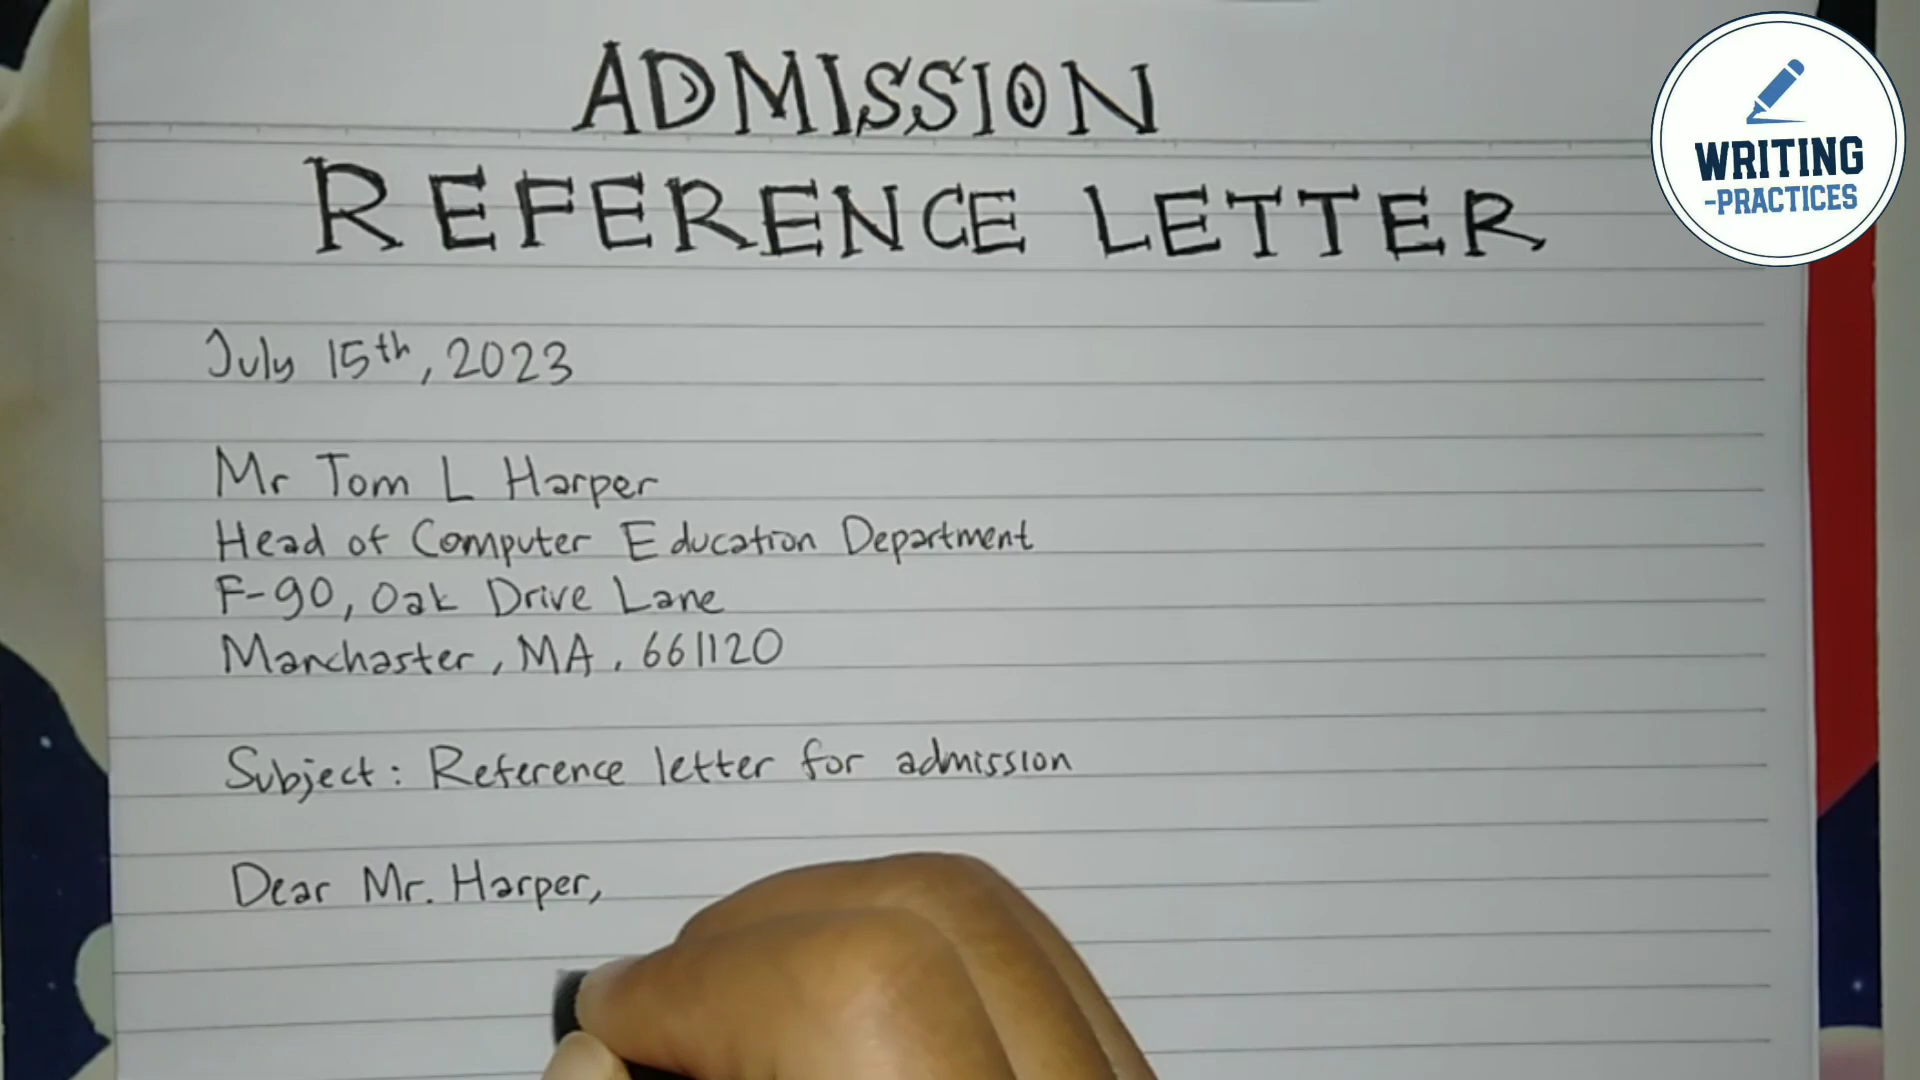 ADMISSION
REFERENCE LETTER
WRITING
-PRACTICES
July 15th, 2023
Mr Tom L Harper
Head of Computer Education Department
F-90, Oak Drive Lane
Manchaster, MA, 661120
Subject: Reference letter for admission
Dear Mr. Harper,